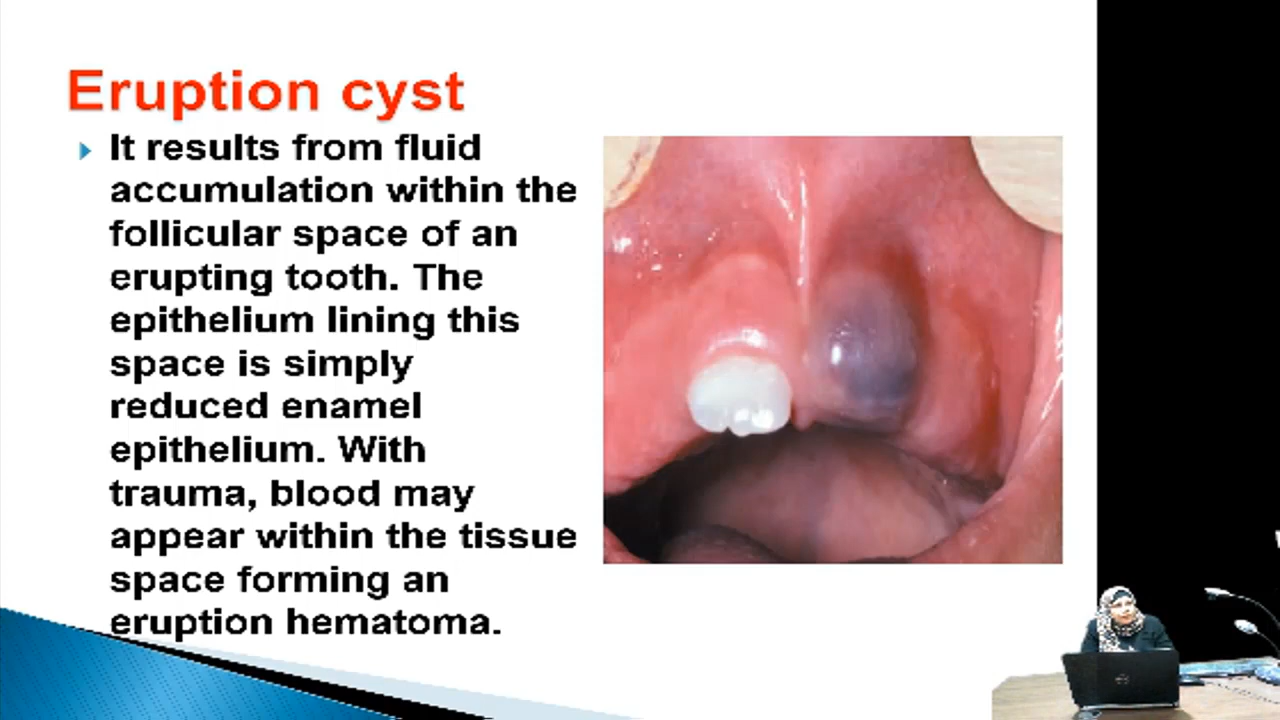 Eruption cyst
It results from fluid
accumulation within the
follicular space of an
erupting tooth. The
epithelium lining this
space is simply
reduced enamel
epithelium. With
trauma, blood may
appear within the tissue
space forming an
eruption hematoma.